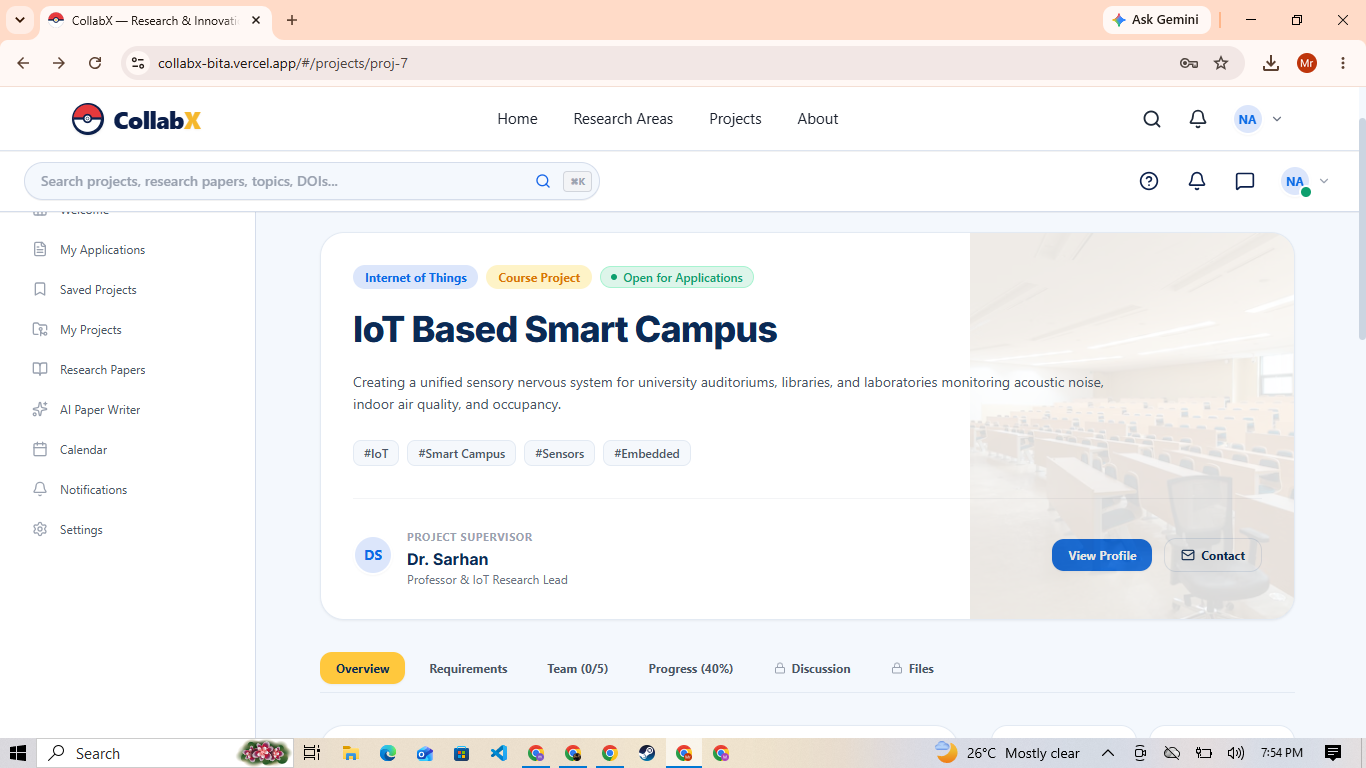 CollabX — Research & Innovati
Ask Gemini
collabx-bita.vercel.app/#/projects/proj-7
Mr
CollabX
Home
Research Areas
Projects
About
NA
Search projects, research papers, topics, DOIs...
⌘K
NA
Welcome
My Applications
Saved Projects
My Projects
Research Papers
AI Paper Writer
Calendar
Notifications
Settings
Internet of Things
Course Project
Open for Applications
IoT Based Smart Campus
Creating a unified sensory nervous system for university auditoriums, libraries, and laboratories monitoring acoustic noise,
indoor air quality, and occupancy.
#IoT
#Smart Campus
#Sensors
#Embedded
DS
PROJECT SUPERVISOR
Dr. Sarhan
Professor & IoT Research Lead
View Profile
Contact
Overview
Requirements
Team (0/5)
Progress (40%)
Discussion
Files
Search
26°C Mostly clear
7:54 PM